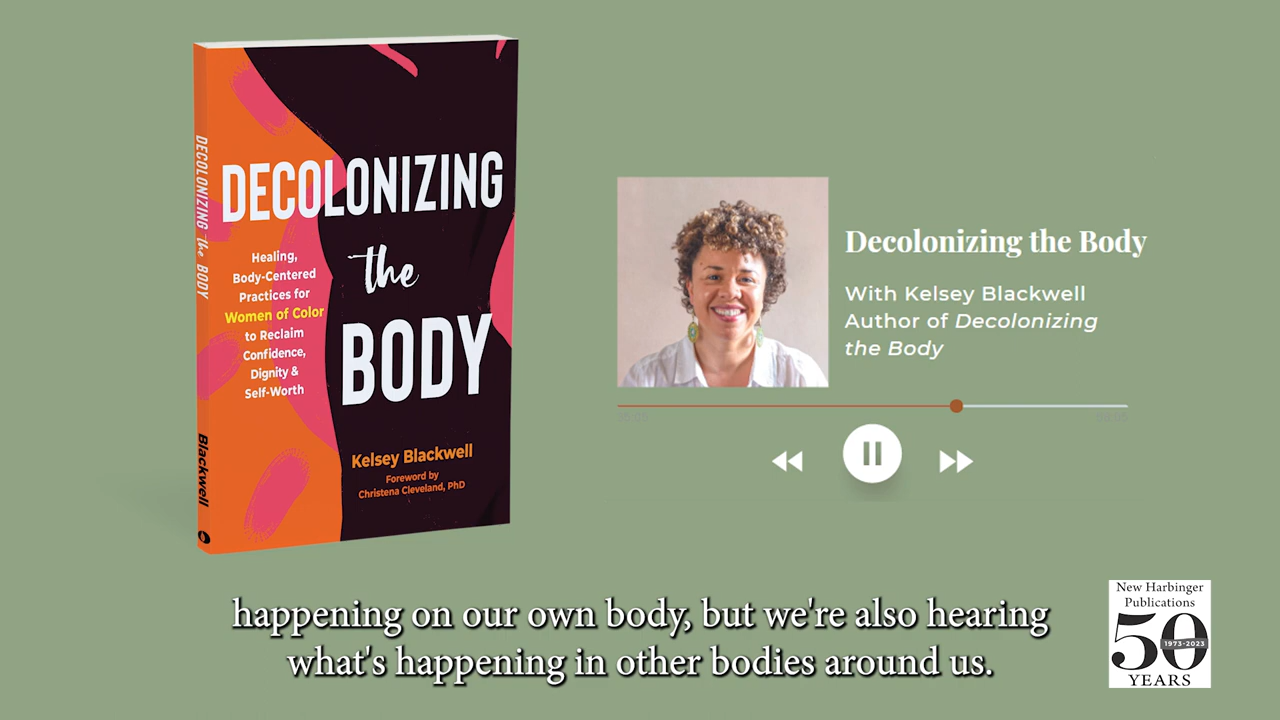 DECOLONIZING
the
BODY
Healing,
Body-Centered
Practices for
Women of Color
to Reclaim
Confidence,
Dignity &
Self-Worth
Kelsey Blackwell
Foreword by
Christena Cleveland, PhD
DECOLONIZING the BODY
Blackwell
Decolonizing the Body
With Kelsey Blackwell
Author of Decolonizing
the Body
happening on our own body, but we're also hearing
what's happening in other bodies around us.
New Harbinger
Publications
50
1973-2023
YEARS